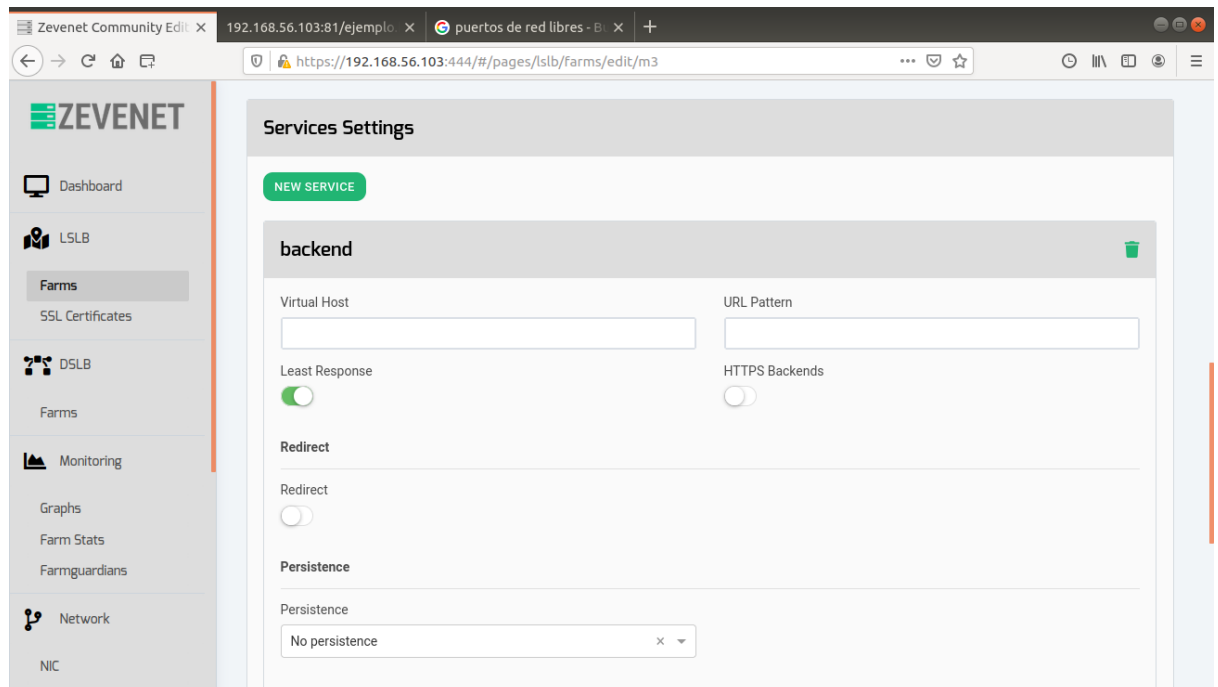 Zevenet Community Edit
192.168.56.103:81/ejemplo.
puertos de red libres - Bu
https://192.168.56.103:444/#/pages/lslb/farms/edit/m3
ZEVENET
Dashboard
LSLB
Farms
SSL Certificates
DSLB
Farms
Monitoring
Graphs
Farm Stats
Farmguardians
Network
NIC
Services Settings
NEW SERVICE
backend
Virtual Host
URL Pattern
Least Response
HTTPS Backends
Redirect
Redirect
Persistence
Persistence
No persistence